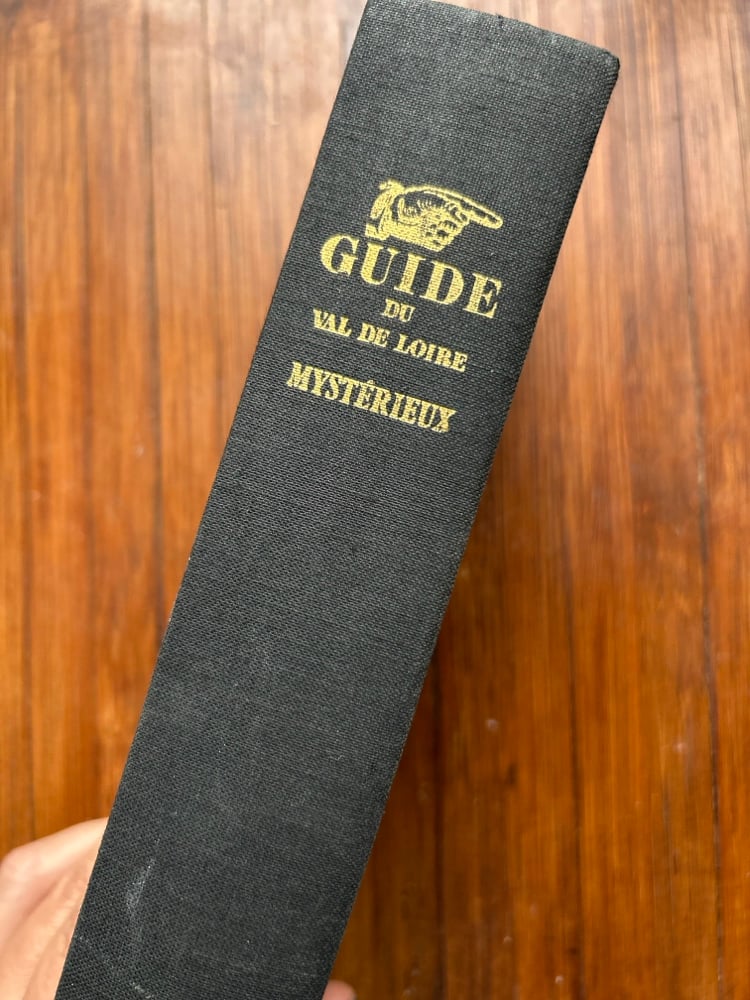 GUIDE
DU
VAL DE LOIRE
MYSTÉRIEUX